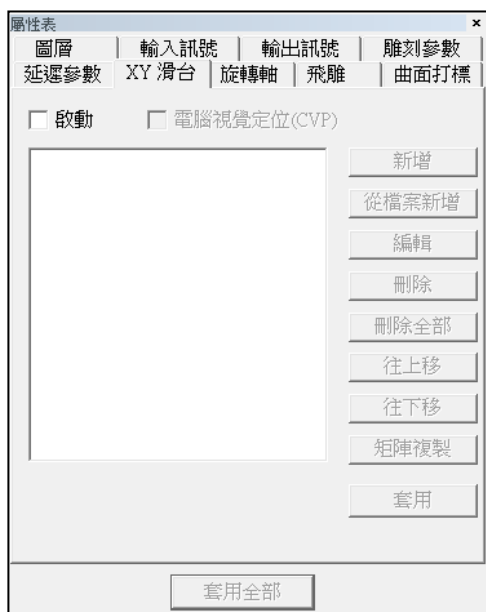 屬性表 ×
圖層 輸入訊號 輸出訊號 雕刻參數
延遲參數 XY 滑台 旋轉軸 飛雕 曲面打標
啟動 電腦視覺定位(CVP)
新增
從檔案新增
編輯
刪除
刪除全部
往上移
往下移
矩陣複製
套用
套用全部